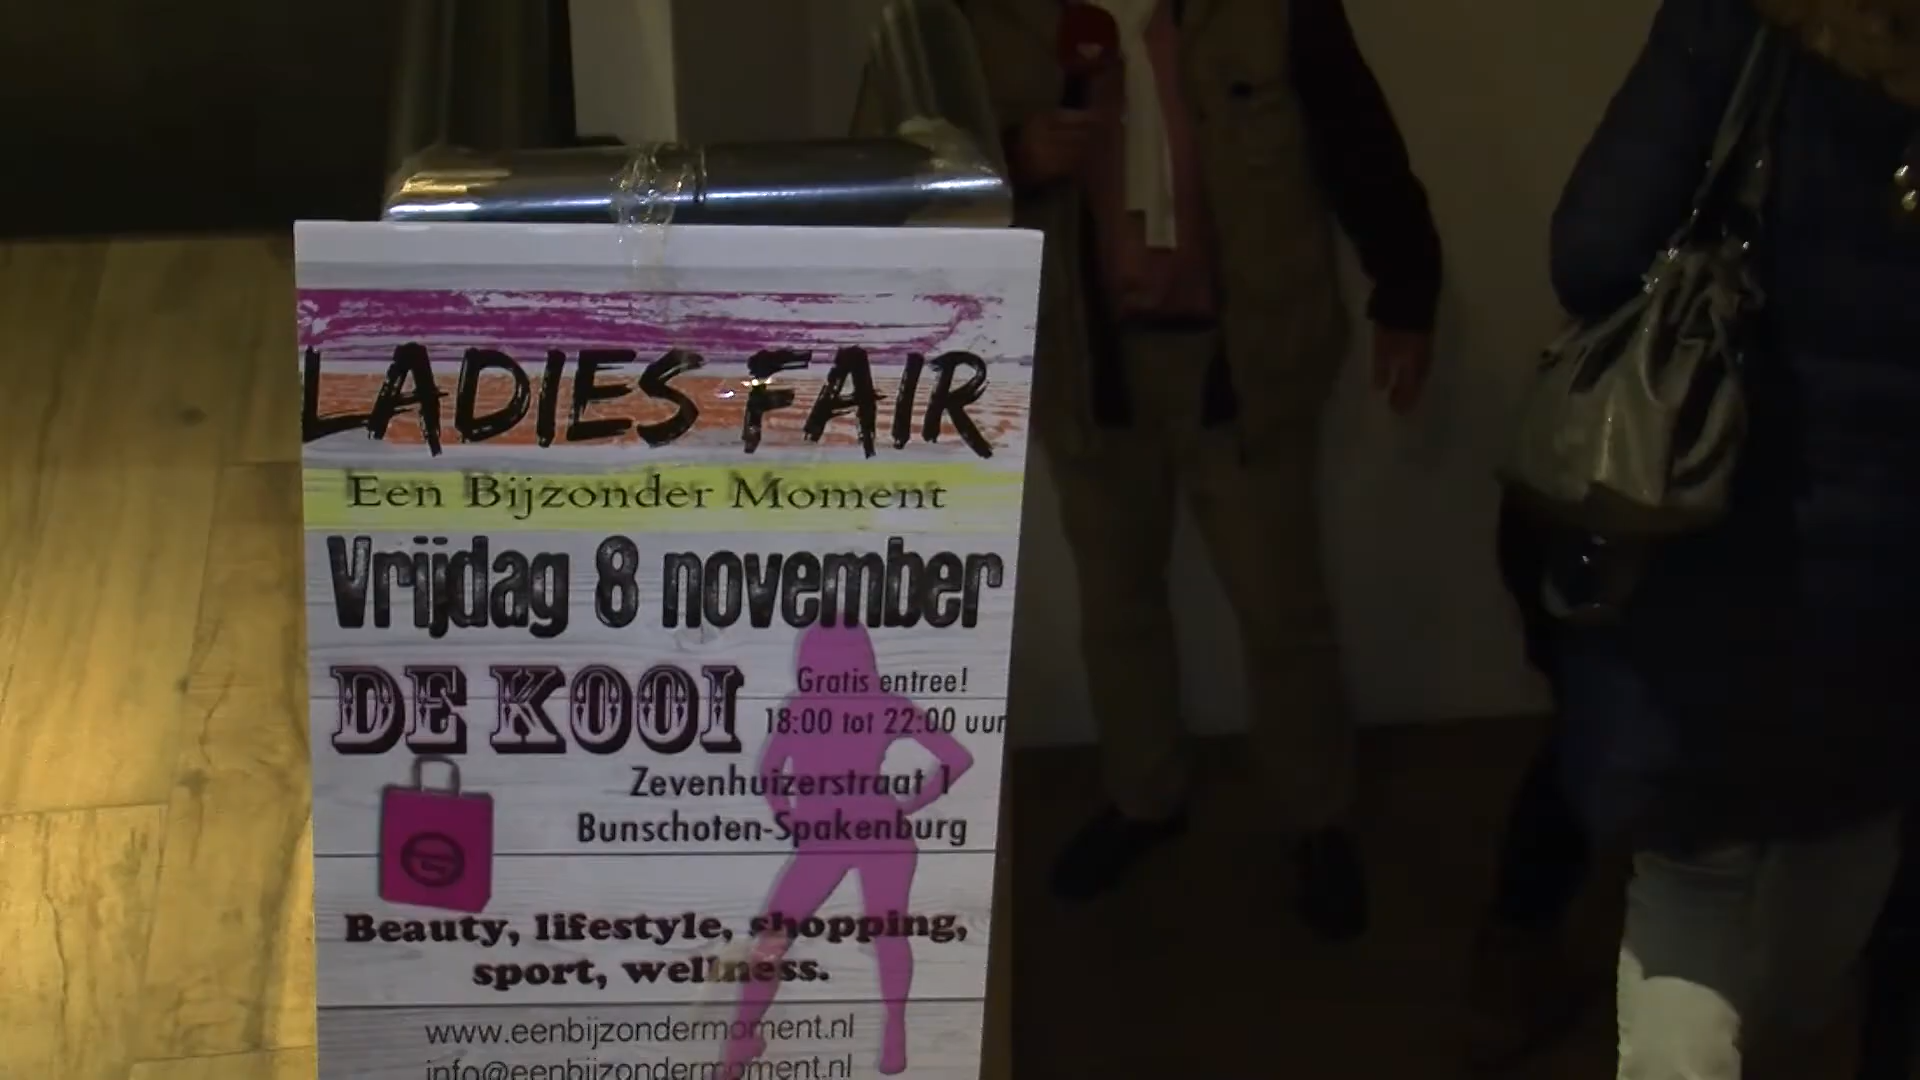 LADIES FAIR
Een Bijzonder Moment
Vrijdag 8 november
DE KOOI
Gratis entree!
18:00 tot 22:00 uur
Zevenhuizerstraat 1
Bunschoten-Spakenburg
Beauty, lifestyle, shopping,
sport, wellness.
www.eenbijzondermoment.nl
info@eenbijzondermoment.nl